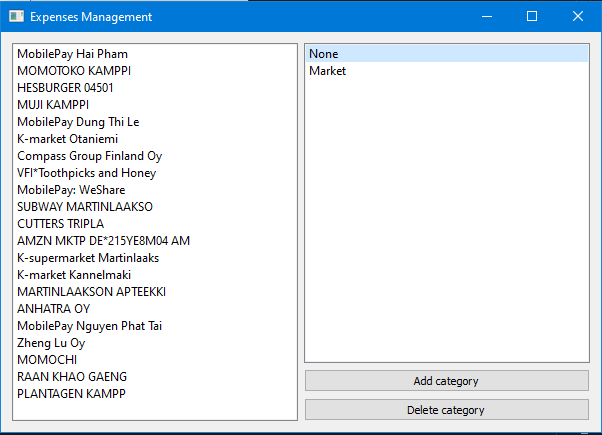 Expenses Management
MobilePay Hai Pham
MOMOTOKO KAMPPI
HESBURGER 04501
MUJI KAMPPI
MobilePay Dung Thi Le
K-market Otaniemi
Compass Group Finland Oy
VFI*Toothpicks and Honey
MobilePay: WeShare
SUBWAY MARTINLAAKSO
CUTTERS TRIPLA
AMZN MKTP DE*215YE8M04 AM
K-supermarket Martinlaaks
K-market Kannelmaki
MARTINLAAKSON APTEEKKI
ANHATRA OY
MobilePay Nguyen Phat Tai
Zheng Lu Oy
MOMOCHI
RAAN KHAO GAENG
PLANTAGEN KAMPP
None
Market
Add category
Delete category